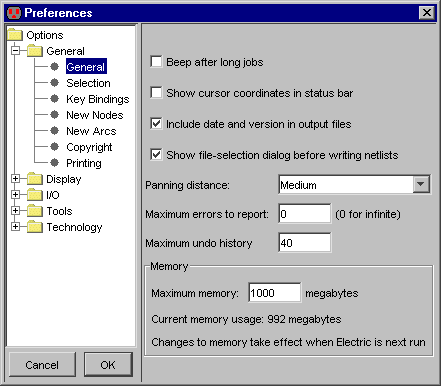 Preferences
Options
General
General
Selection
Key Bindings
New Nodes
New Arcs
Copyright
Printing
Display
I/O
Tools
Technology
Cancel
OK
Beep after long jobs
Show cursor coordinates in status bar
Include date and version in output files
Show file-selection dialog before writing netlists
Panning distance: Medium
Maximum errors to report: 0 (0 for infinite)
Maximum undo history 40
Memory
Maximum memory: 1000 megabytes
Current memory usage: 992 megabytes
Changes to memory take effect when Electric is next run